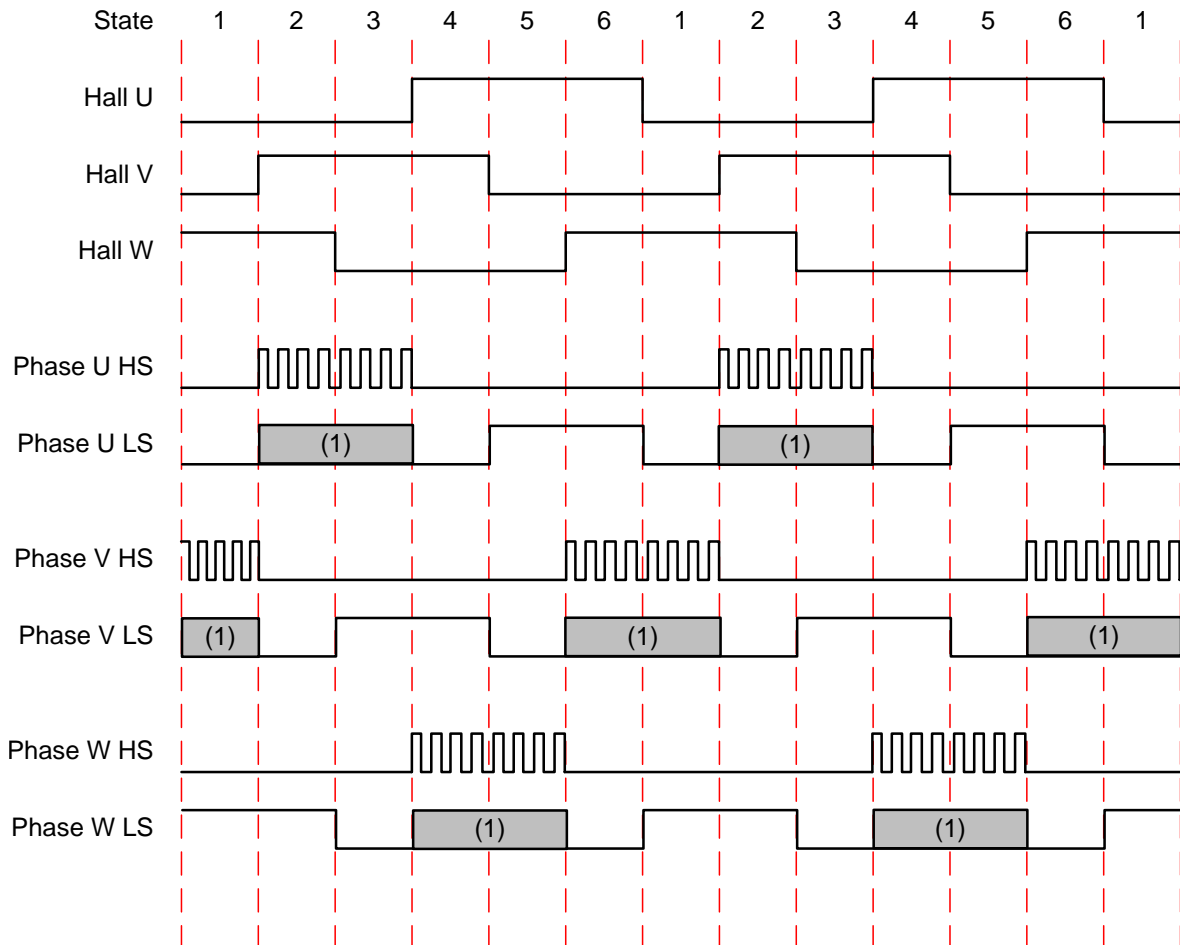 State 1 2 3 4 5 6 1 2 3 4 5 6 1
Hall U
Hall V
Hall W
Phase U HS
Phase U LS (1) (1)
Phase V HS
Phase V LS (1) (1) (1)
Phase W HS
Phase W LS (1) (1)